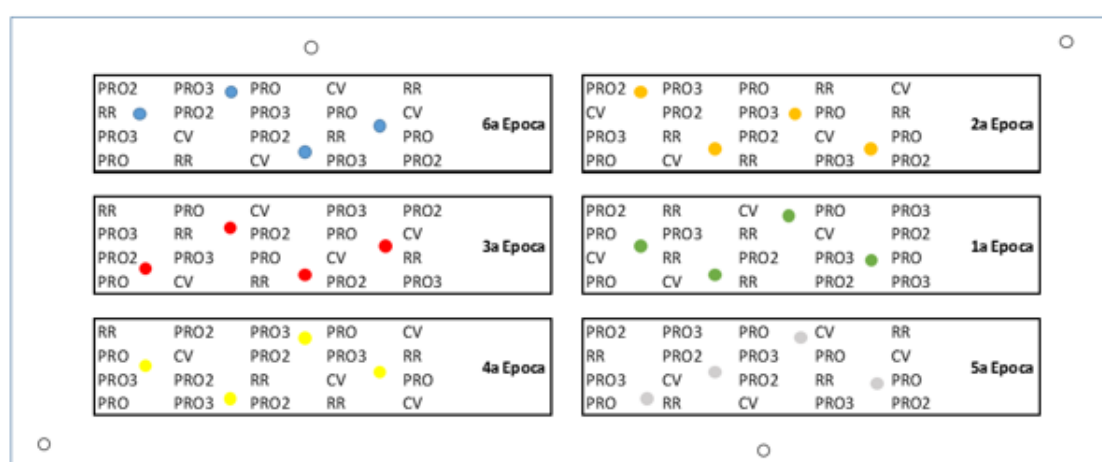 PRO2 PRO3 PRO CV RR
RR PRO2 PRO3 PRO CV
6a Epoca
PRO3 CV PRO2 RR PRO
PRO RR CV PRO3 PRO2
PRO2 PRO3 PRO RR CV
CV PRO2 PRO3 PRO RR
2a Epoca
PRO3 RR PRO2 CV PRO
PRO CV RR PRO3 PRO2
RR PRO CV PRO3 PRO2
PRO3 RR PRO2 PRO CV
3a Epoca
PRO2 PRO3 PRO CV RR
PRO CV RR PRO2 PRO3
PRO2 RR CV PRO PRO3
PRO PRO3 RR CV PRO2
1a Epoca
CV RR PRO2 PRO3 PRO
PRO CV RR PRO2 PRO3
RR PRO2 PRO3 PRO CV
PRO CV PRO2 PRO3 RR
4a Epoca
PRO3 PRO2 RR CV PRO
PRO PRO3 PRO2 RR CV
PRO2 PRO3 PRO CV RR
RR PRO2 PRO3 PRO CV
5a Epoca
PRO3 CV PRO2 RR PRO
PRO RR CV PRO3 PRO2